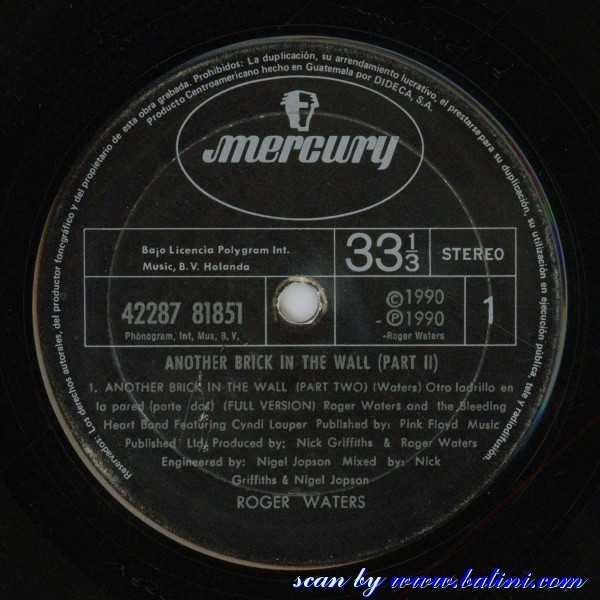 Reservados: Los derechos autorales, del productor fonográfico y del propietario de esta obra grabada. Prohibidos: La duplicación, su arrendamiento lucrativo, el prestarse para su duplicación, su utilización en ejecución pública, tele y radiodifusión.
Producto Centroamericano hecho en Guatemala por DIDECA, S.A.
mercury
Bajo Licencia Polygram Int.
Music, B.V. Holanda
33 1/3
STEREO
42287 81851
Phonogram, Int, Mus, B, V,
©1990
-℗1990
-Roger Waters
1
ANOTHER BRICK IN THE WALL (PART II)
1. ANOTHER BRICK IN THE WALL (PART TWO) (Waters) Otro ladrillo en
la pared (parte dos) (FULL VERSION) Roger Waters and the Bleeding
Heart Band Featuring Cyndi Lauper Published by: Pink Floyd Music
Published Ltd, Produced by: Nick Griffiths & Roger Waters
Engineered by: Nigel Jopson Mixed by: Nick
Griffiths & Nigel Jopson
ROGER WATERS
scan by www.batini.com